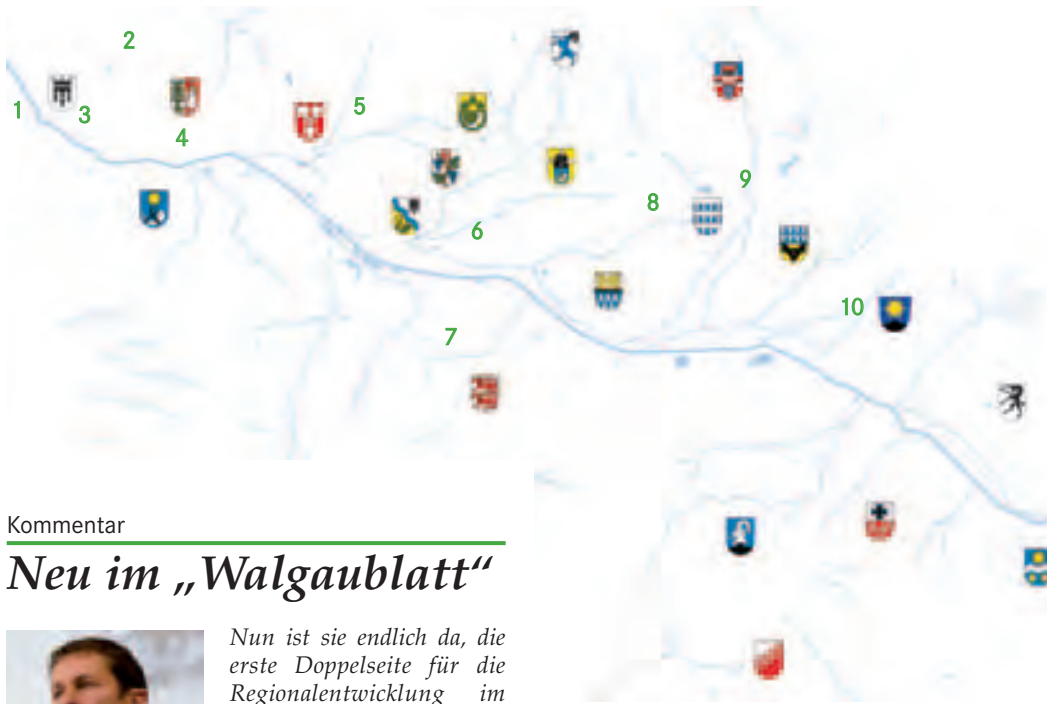 2
1
3
5
4
9
8
6
10
7
Kommentar
Neu im „Walgaublatt“
Nun ist sie endlich da, die
erste Doppelseite für die
Regionalentwicklung im